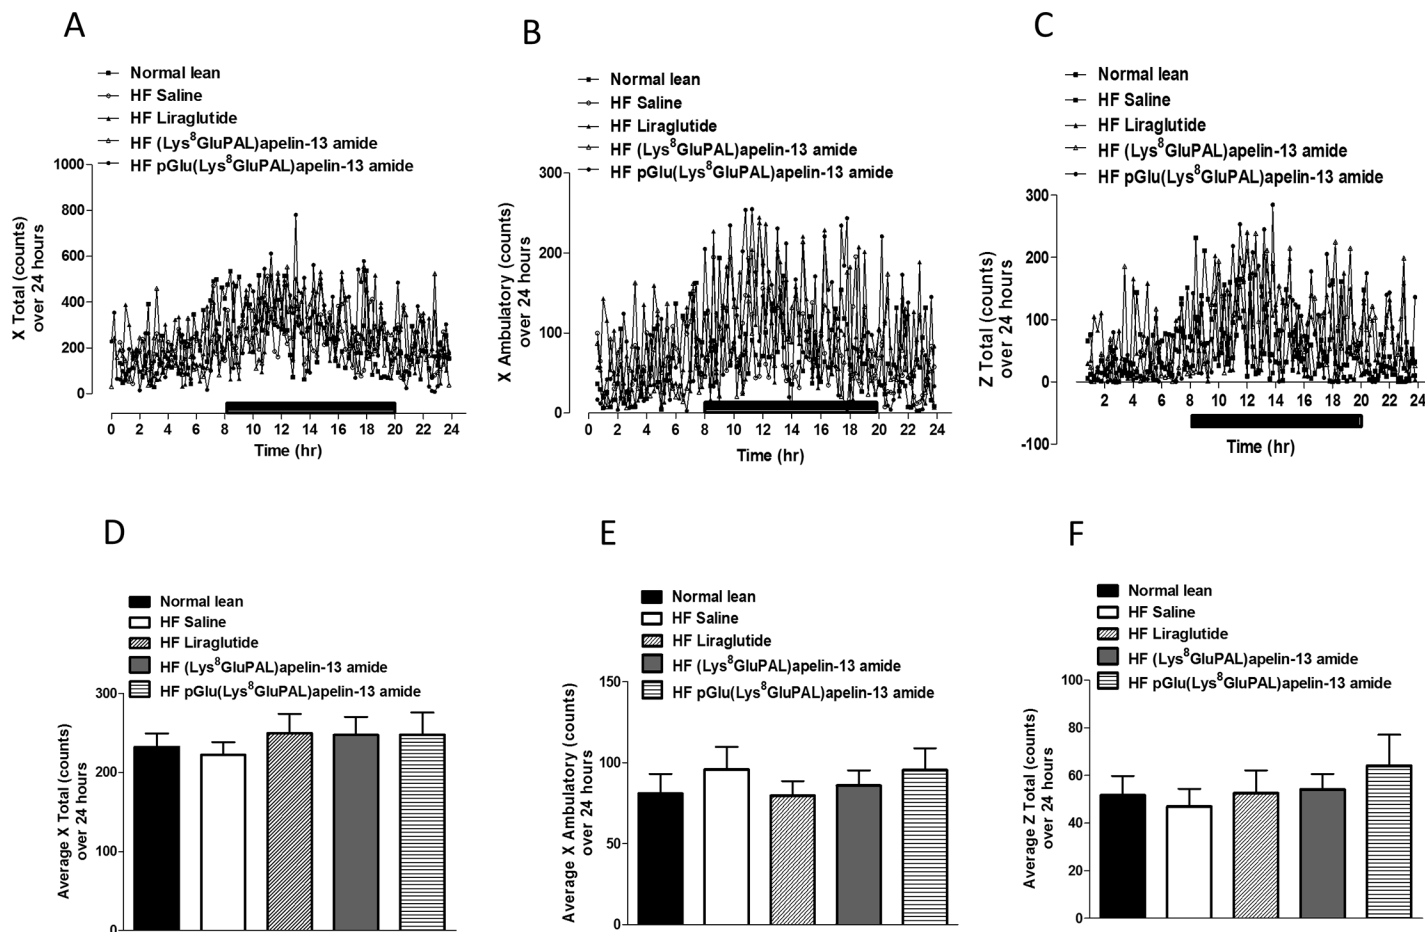 A
Normal lean
HF Saline
HF Liraglutide
HF (Lys⁸GluPAL)apelin-13 amide
HF pGlu(Lys⁸GluPAL)apelin-13 amide
X Total (counts)
over 24 hours
1000
800
600
400
200
0
0 2 4 6 8 10 12 14 16 18 20 22 24
Time (hr)
B
Normal lean
HF Saline
HF Liraglutide
HF (Lys⁸GluPAL)apelin-13 amide
HF pGlu(Lys⁸GluPAL)apelin-13 amide
X Ambulatory (counts)
over 24 hours
300
200
100
0
0 2 4 6 8 10 12 14 16 18 20 22 24
Time (hr)
C
Normal lean
HF Saline
HF Liraglutide
HF (Lys⁸GluPAL)apelin-13 amide
HF pGlu(Lys⁸GluPAL)apelin-13 amide
Z Total (counts)
over 24 hours
300
200
100
0
-100
2 4 6 8 10 12 14 16 18 20 22 24
Time (hr)
D
Normal lean
HF Saline
HF Liraglutide
HF (Lys⁸GluPAL)apelin-13 amide
HF pGlu(Lys⁸GluPAL)apelin-13 amide
Average X Total (counts)
over 24 hours
300
200
100
0
E
Normal lean
HF Saline
HF Liraglutide
HF (Lys⁸GluPAL)apelin-13 amide
HF pGlu(Lys⁸GluPAL)apelin-13 amide
Average X Ambulatory (counts)
over 24 hours
150
100
50
0
F
Normal lean
HF Saline
HF Liraglutide
HF (Lys⁸GluPAL)apelin-13 amide
HF pGlu(Lys⁸GluPAL)apelin-13 amide
Average Z Total (counts)
over 24 hours
100
80
60
40
20
0